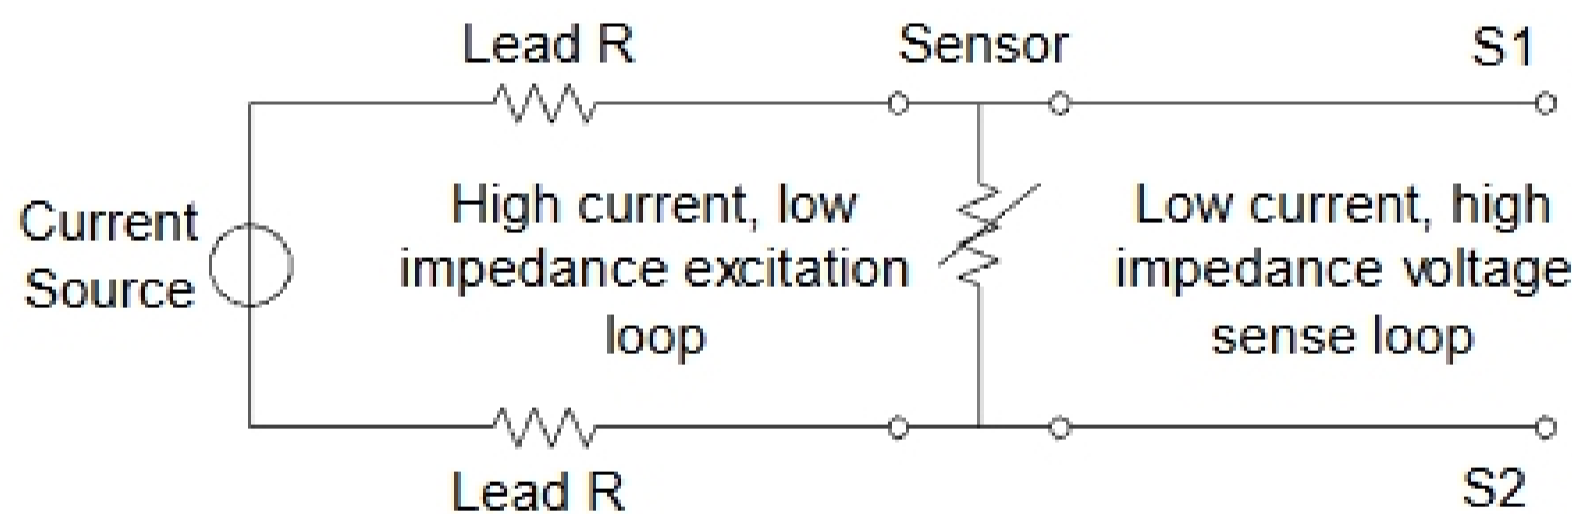 Lead R
Sensor
S1
Current
Source
High current, low
impedance excitation
loop
Low current, high
impedance voltage
sense loop
Lead R
S2